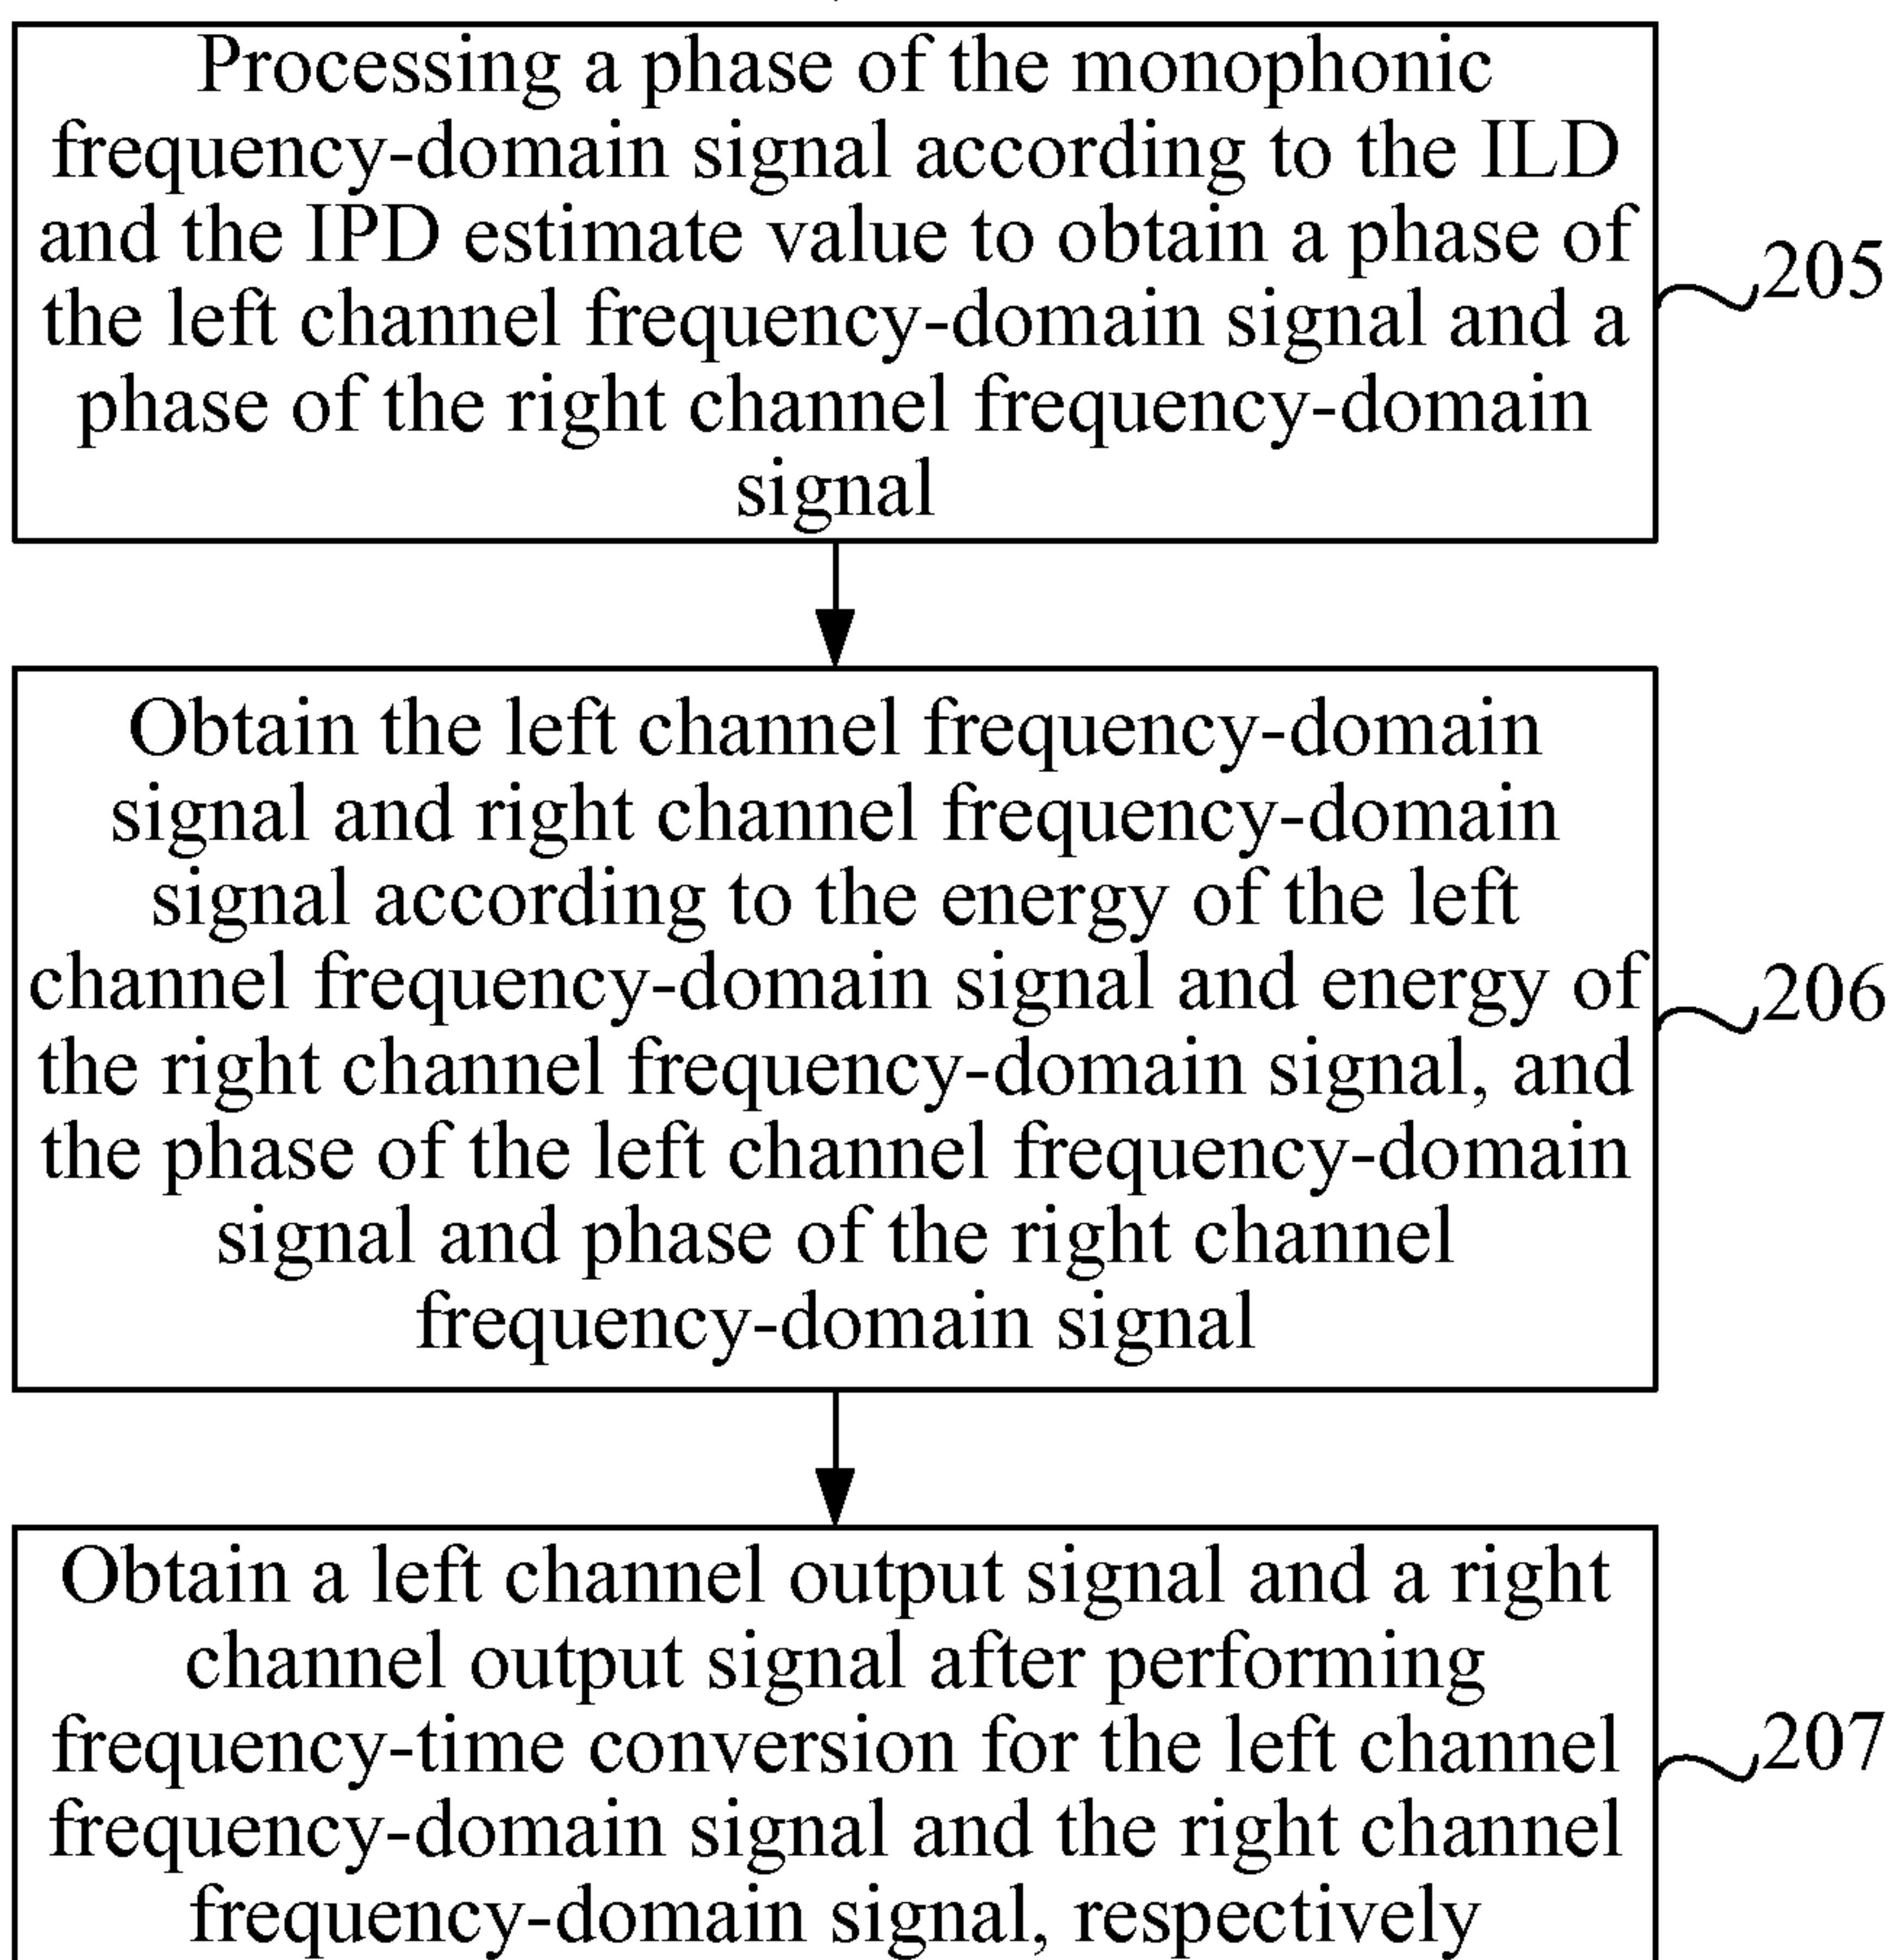 Processing a phase of the monophonic
frequency-domain signal according to the ILD
and the IPD estimate value to obtain a phase of
the left channel frequency-domain signal and a
phase of the right channel frequency-domain
signal
205
Obtain the left channel frequency-domain
signal and right channel frequency-domain
signal according to the energy of the left
channel frequency-domain signal and energy of
the right channel frequency-domain signal, and
the phase of the left channel frequency-domain
signal and phase of the right channel
frequency-domain signal
206
Obtain a left channel output signal and a right
channel output signal after performing
frequency-time conversion for the left channel
frequency-domain signal and the right channel
frequency-domain signal, respectively
207